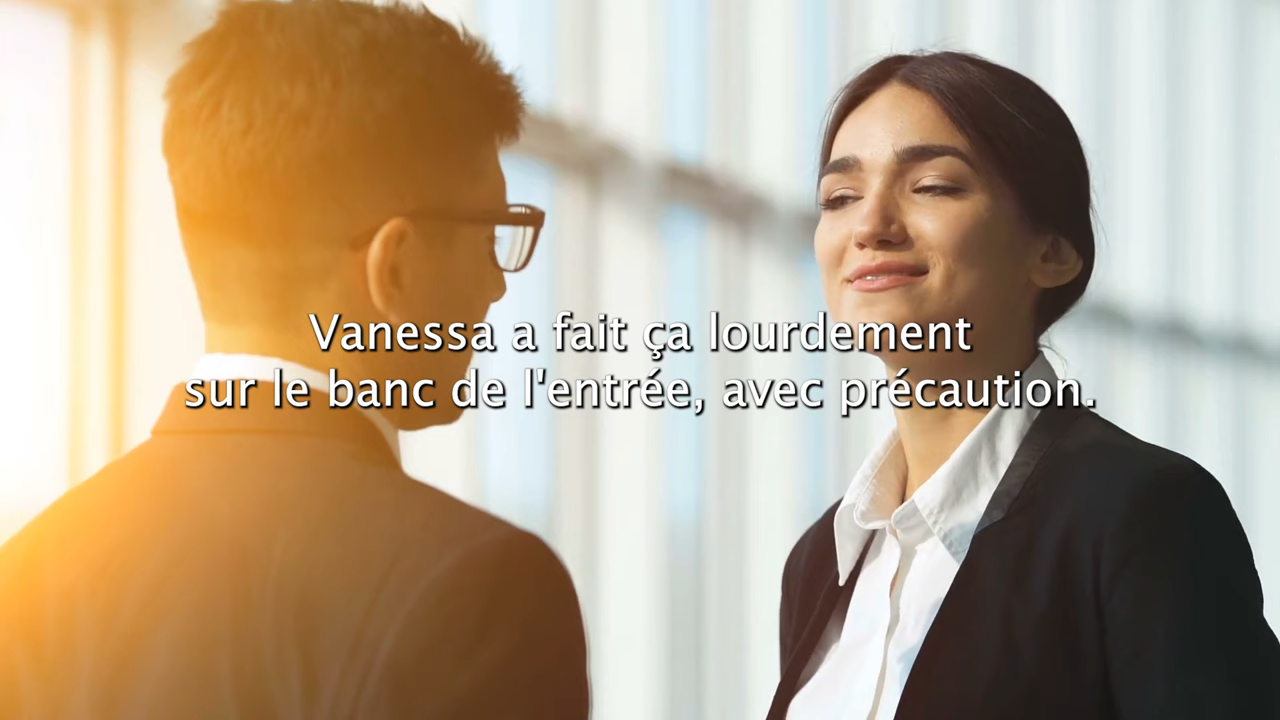 Vanessa a fait ça lourdement
sur le banc de l'entrée, avec précaution.